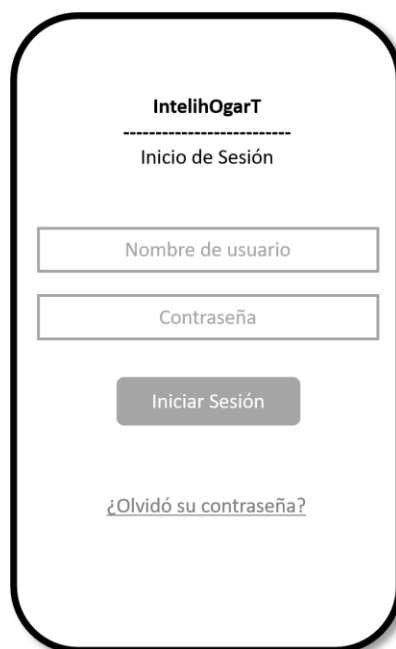 IntelihOgarT
--------------------------
Inicio de Sesión
Nombre de usuario
Contraseña
Iniciar Sesión
¿Olvidó su contraseña?